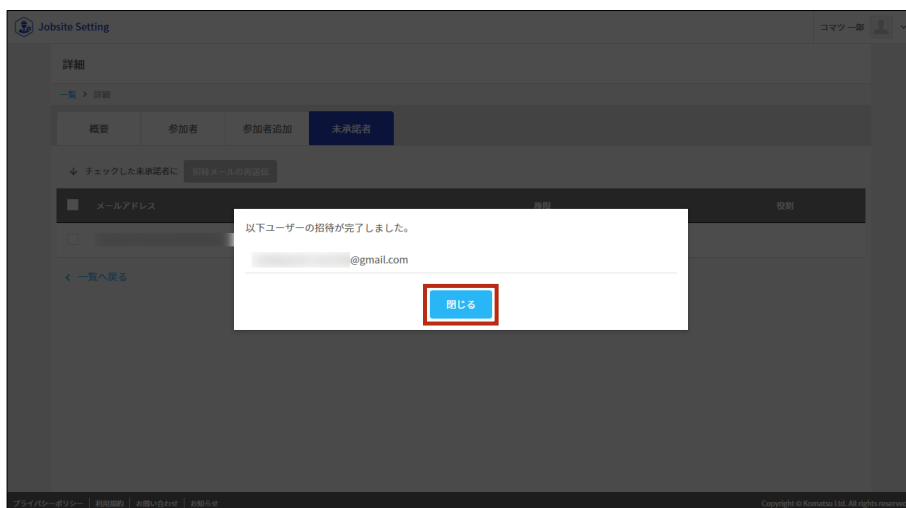 Jobsite Setting
コマツ 一郎
詳細
一覧 > 詳細
概要
参加者
参加者追加
未承諾者
チェックした未承諾者に 招待メールの再送信
メールアドレス
権限
役割
以下ユーザーの招待が完了しました。
@gmail.com
一覧へ戻る
閉じる
プライバシーポリシー | 利用規約 | お問い合わせ | お知らせ
Copyright © Komatsu Ltd. All rights reserved